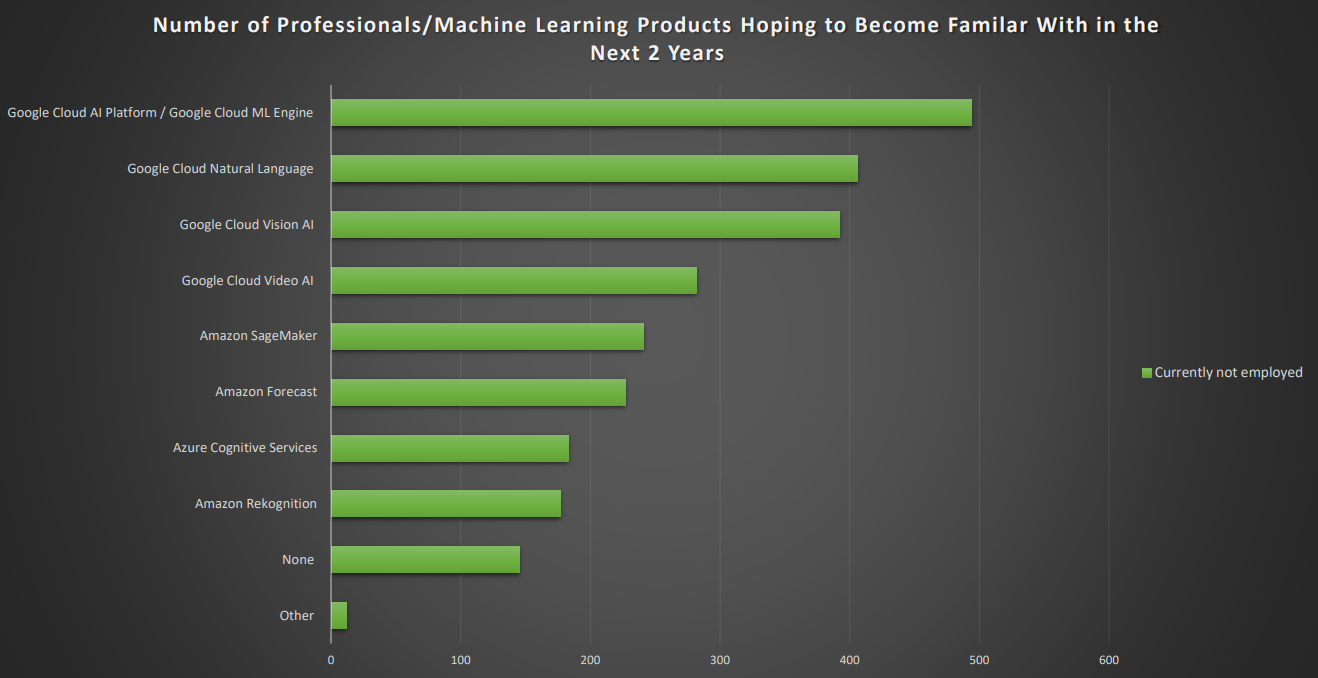 Number of Professionals/Machine Learning Products Hoping to Become Familar With in the
Next 2 Years
Google Cloud AI Platform / Google Cloud ML Engine
Google Cloud Natural Language
Google Cloud Vision AI
Google Cloud Video AI
Amazon SageMaker
Amazon Forecast
Azure Cognitive Services
Amazon Rekognition
None
Other
Currently not employed
0 100 200 300 400 500 600